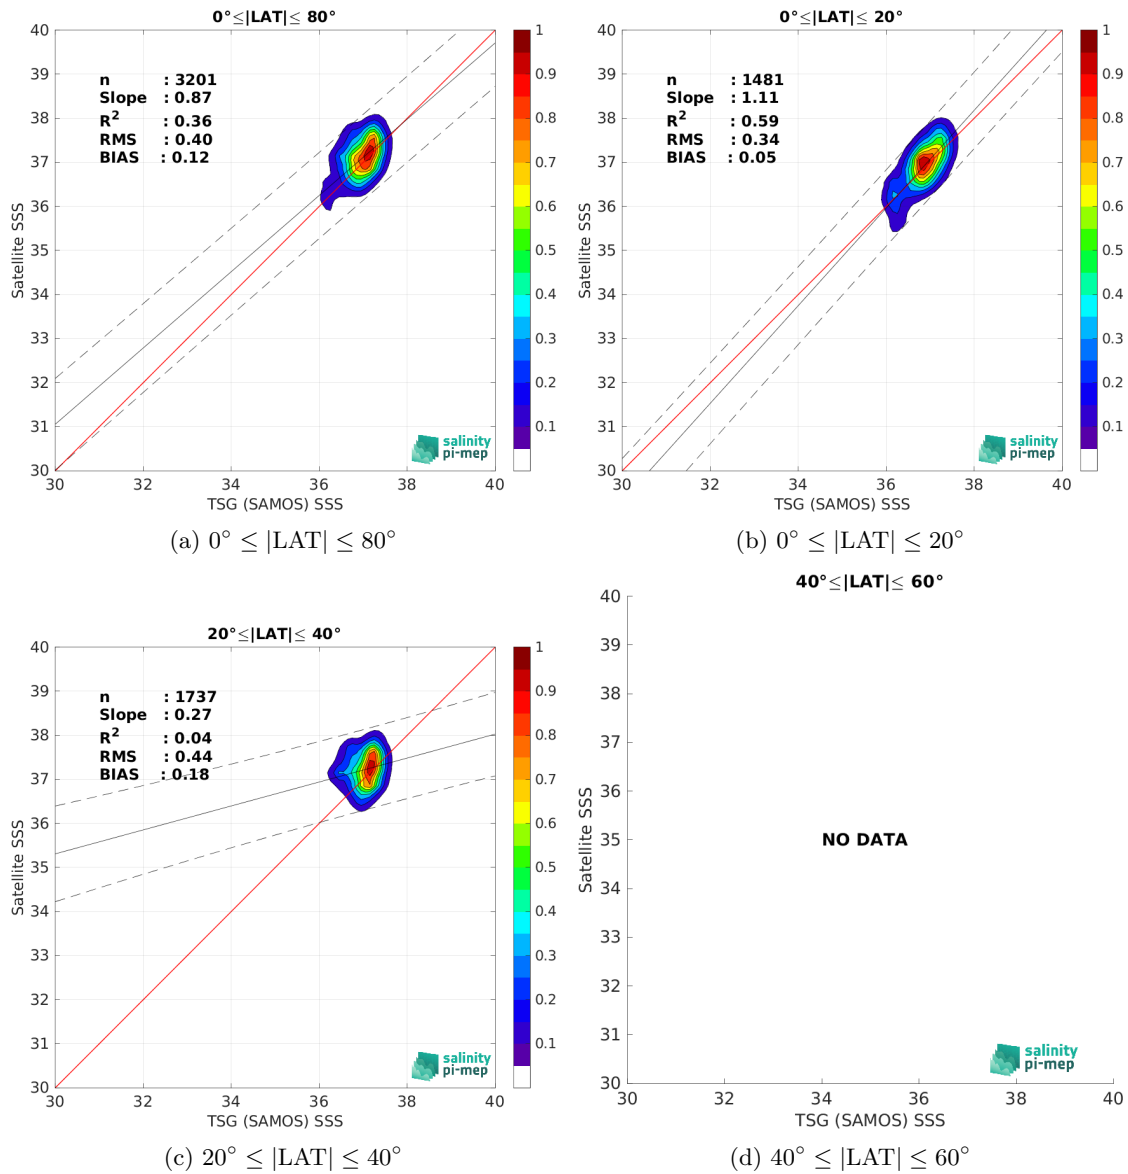 0°≤|LAT|≤ 80°
40
39
38
37
36
35
34
33
32
31
30
Satellite SSS
n : 3201
Slope : 0.87
R² : 0.36
RMS : 0.40
BIAS : 0.12
salinity
pi-mep
30 32 34 36 38 40
TSG (SAMOS) SSS
1
0.9
0.8
0.7
0.6
0.5
0.4
0.3
0.2
0.1
(a) 0° ≤ |LAT| ≤ 80°
0°≤|LAT|≤ 20°
40
39
38
37
36
35
34
33
32
31
30
Satellite SSS
n : 1481
Slope : 1.11
R² : 0.59
RMS : 0.34
BIAS : 0.05
salinity
pi-mep
30 32 34 36 38 40
TSG (SAMOS) SSS
1
0.9
0.8
0.7
0.6
0.5
0.4
0.3
0.2
0.1
(b) 0° ≤ |LAT| ≤ 20°
20°≤|LAT|≤ 40°
40
39
38
37
36
35
34
33
32
31
30
Satellite SSS
n : 1737
Slope : 0.27
R² : 0.04
RMS : 0.44
BIAS : 0.18
salinity
pi-mep
30 32 34 36 38 40
TSG (SAMOS) SSS
1
0.9
0.8
0.7
0.6
0.5
0.4
0.3
0.2
0.1
(c) 20° ≤ |LAT| ≤ 40°
40°≤|LAT|≤ 60°
40
39
38
37
36
35
34
33
32
31
30
Satellite SSS
NO DATA
salinity
pi-mep
30 32 34 36 38 40
TSG (SAMOS) SSS
(d) 40° ≤ |LAT| ≤ 60°